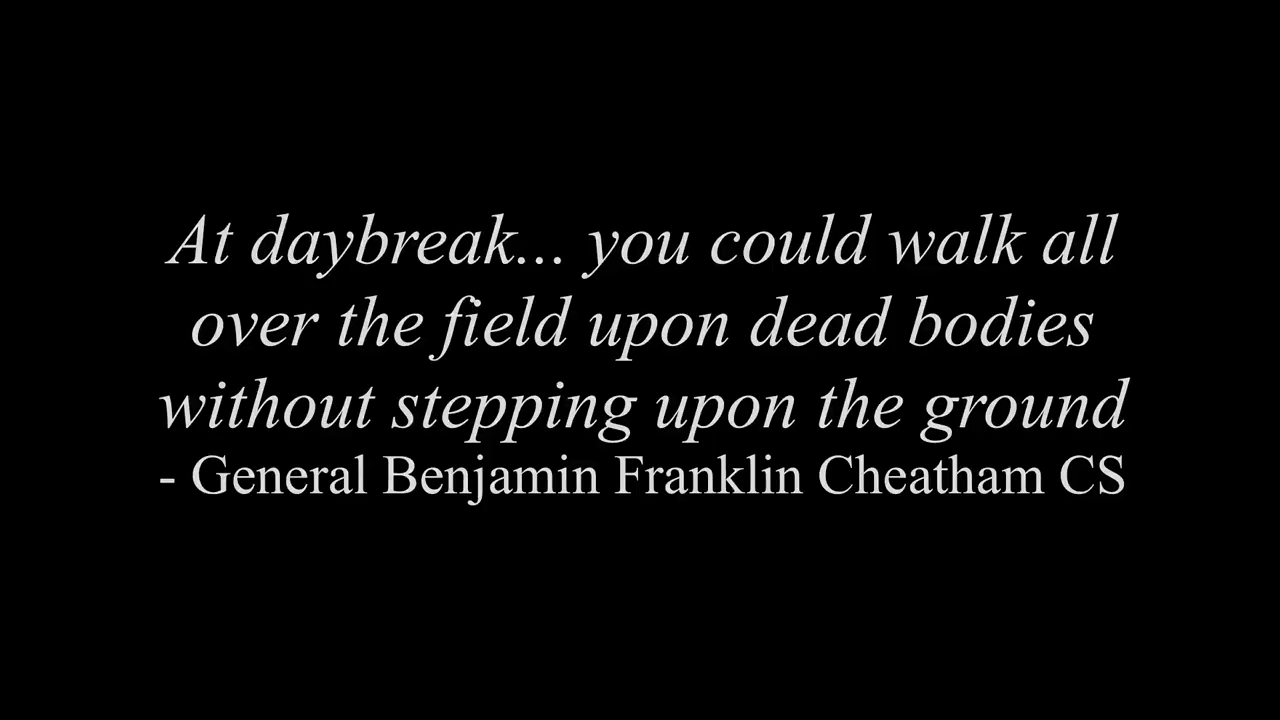 At daybreak... you could walk all
over the field upon dead bodies
without stepping upon the ground
- General Benjamin Franklin Cheatham CS